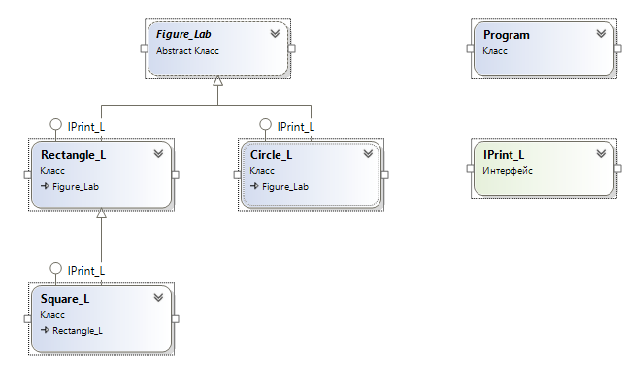 Figure_Lab
Abstract Класс
Program
Класс
IPrint_L
IPrint_L
Rectangle_L
Класс
Figure_Lab
Circle_L
Класс
Figure_Lab
IPrint_L
Интерфейс
IPrint_L
Square_L
Класс
Rectangle_L